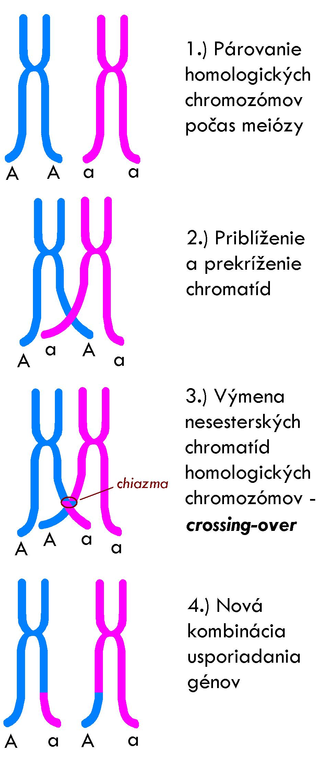 1.) Párovanie
homologických
chromozómov
počas meiózy
A A a a
2.) Priblíženie
a prekríženie
chromatíd
A a A a
3.) Výmena
nesesterských
chromatíd
homologických
chromozómov -
crossing-over
chiazma
A A a a
4.) Nová
kombinácia
usporiadania
génov
A a A a